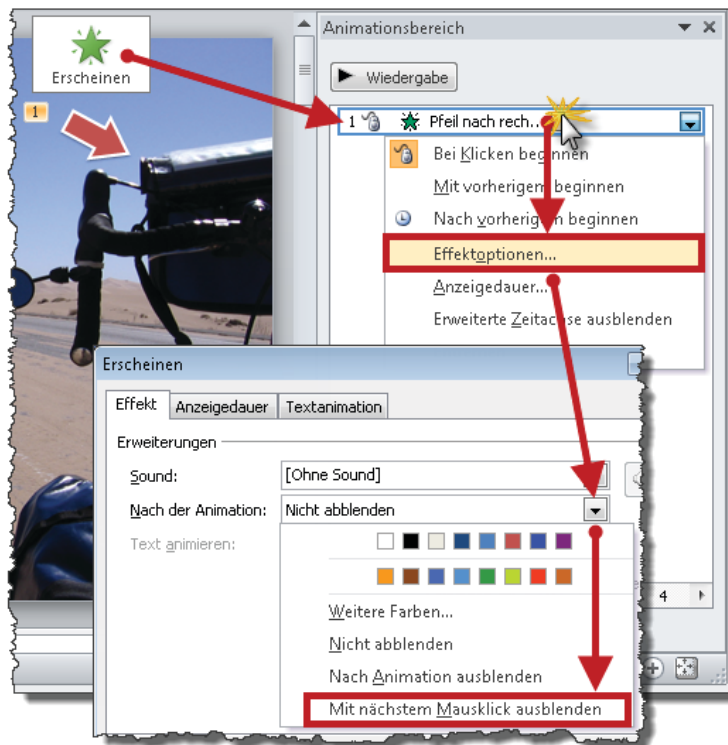 Animationsbereich
Erscheinen
Wiedergabe
1
1 Pfeil nach rech...
Bei Klicken beginnen
Mit vorherigem beginnen
Nach vorherigem beginnen
Effektoptionen...
Anzeigedauer...
Erweiterte Zeitachse ausblenden
Erscheinen
Effekt Anzeigedauer Textanimation
Erweiterungen
Sound: [Ohne Sound]
Nach der Animation: Nicht abblenden
Text animieren:
4
Weitere Farben...
Nicht abblenden
Nach Animation ausblenden
Mit nächstem Mausklick ausblenden